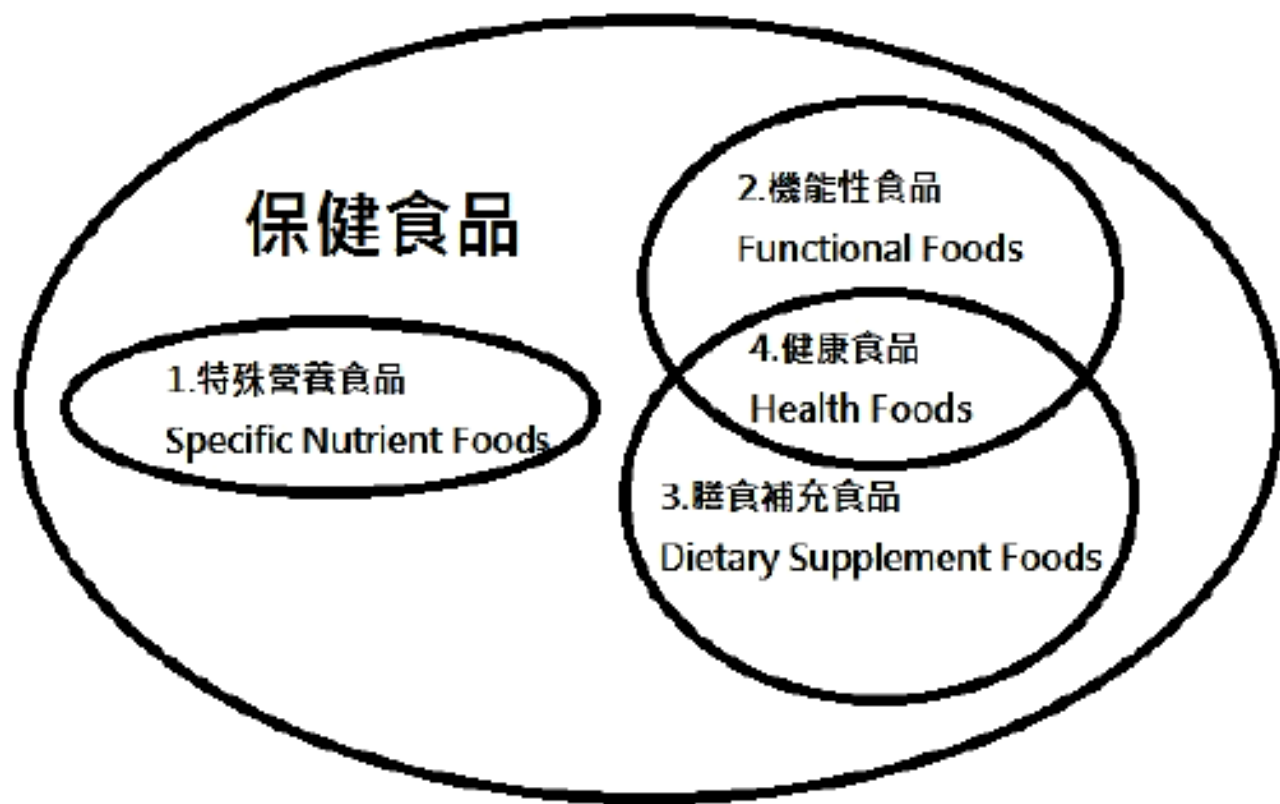 保健食品
1.特殊營養食品
Specific Nutrient Foods
2.機能性食品
Functional Foods
4.健康食品
Health Foods
3.膳食補充食品
Dietary Supplement Foods